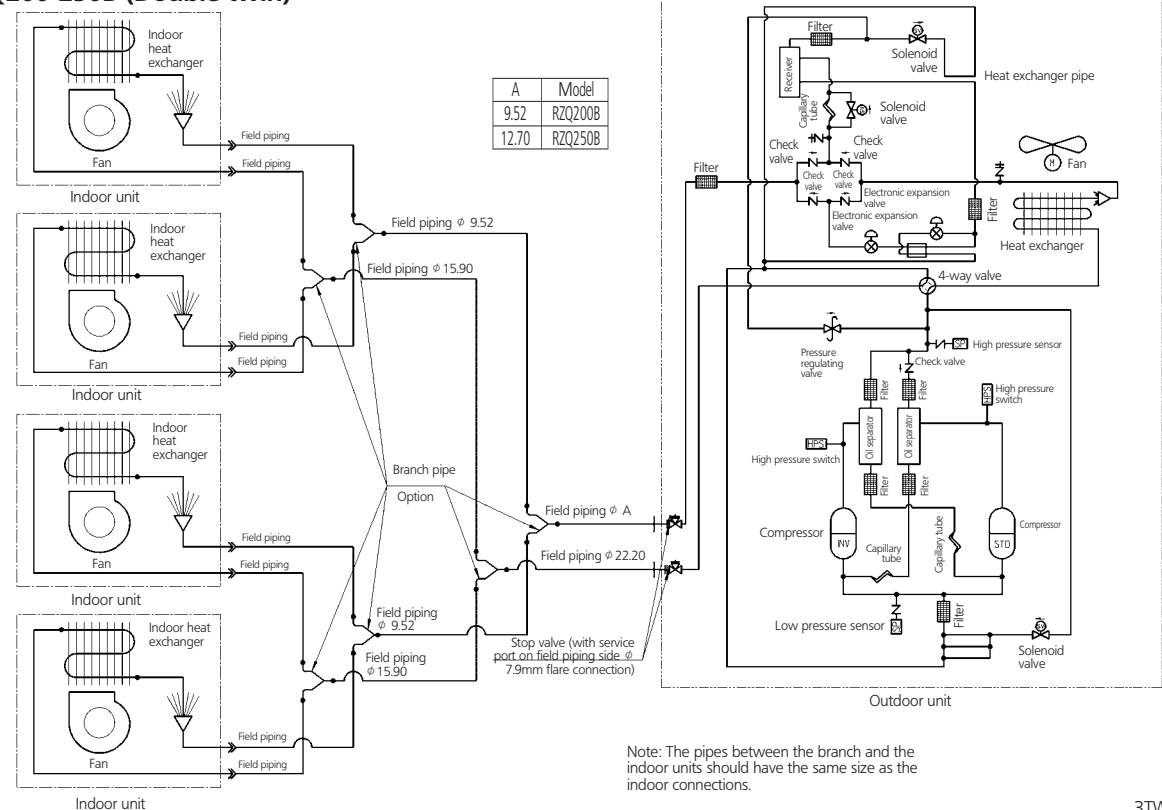 Indoor
heat
exchanger
Fan
Field piping
Field piping
Indoor unit
Indoor
heat
exchanger
Fan
Field piping
Field piping
Indoor unit
Indoor
heat
exchanger
Fan
Field piping
Field piping
Indoor unit
Indoor heat
exchanger
Fan
Field piping
Field piping
Indoor unit
A Model
9.52 RZQ200B
12.70 RZQ250B
Field piping ϕ 9.52
Field piping ϕ 15.90
Branch pipe
Option
Field piping ϕ A
Field piping ϕ 22.20
Field piping
ϕ 9.52
Field piping
ϕ 15.90
Stop valve (with service
port on field piping side ϕ
7.9mm flare connection)
Filter
Receiver
Filter
SV
Solenoid
valve
Heat exchanger pipe
Capillary
tube
SV
Solenoid
valve
Check
valve
Check
valve
Check
valve
Check
valve
Electronic expansion
valve
Electronic expansion
valve
Filter
M
Fan
Heat exchanger
4-way valve
Pressure
regulating
valve
SP
High pressure sensor
Check valve
Filter
Filter
HPS
High pressure
switch
HPS
High pressure switch
Oil separator
Oil separator
Filter
Filter
Compressor
INV
Capillary
tube
Capillary tube
Compressor
STD
Low pressure sensor
Filter
SV
Solenoid
valve
Outdoor unit
Note: The pipes between the branch and the
indoor units should have the same size as the
indoor connections.